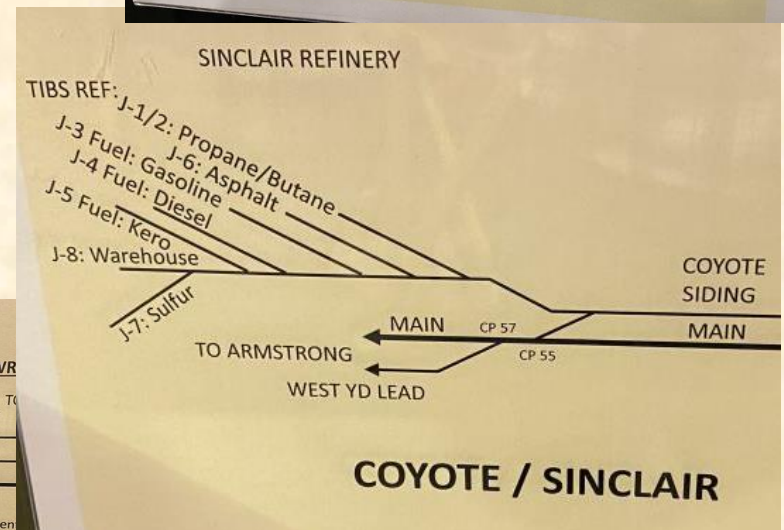 SINCLAIR REFINERY
TIBS REF:
J-1/2: Propane/Butane
J-6: Asphalt
J-3 Fuel: Gasoline
J-4 Fuel: Diesel
J-5 Fuel: Kero
J-8: Warehouse
J-7: Sulfur
COYOTE
SIDING
MAIN
MAIN
CP 57
CP 55
TO ARMSTRONG
WEST YD LEAD
COYOTE / SINCLAIR